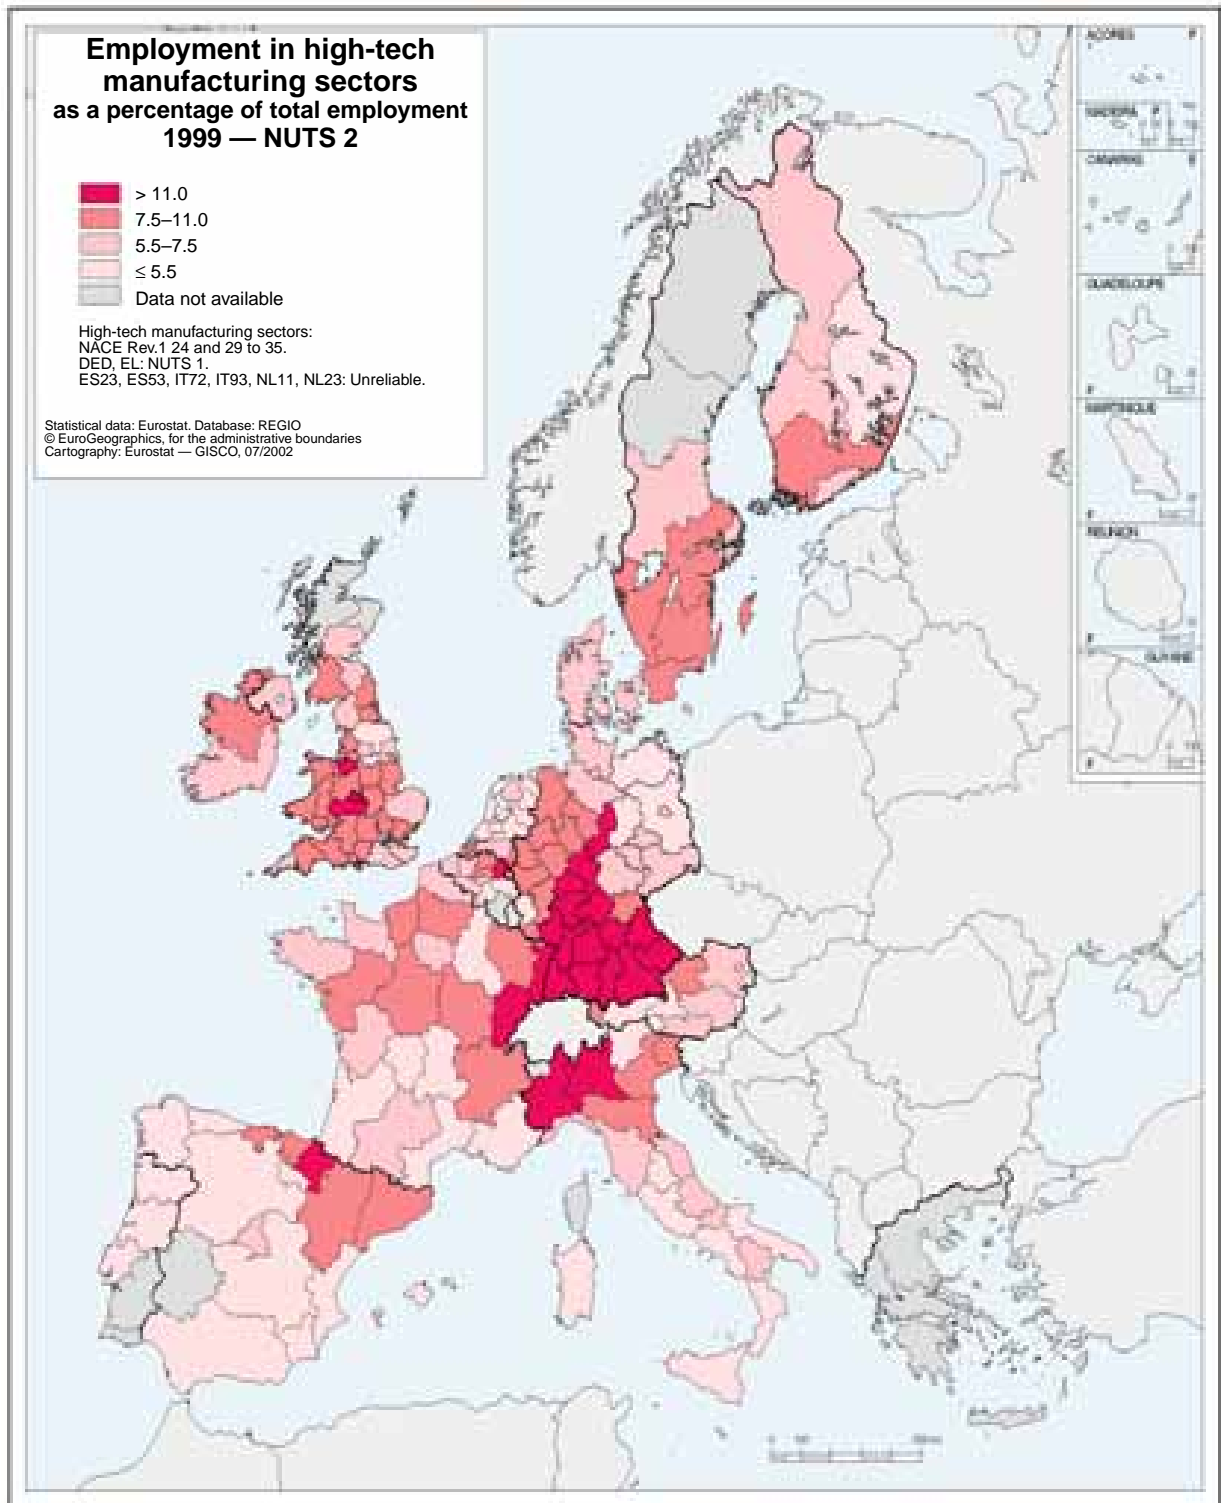 Employment in high-tech
manufacturing sectors
as a percentage of total employment
1999 — NUTS 2
> 11.0
7.5–11.0
5.5–7.5
≤ 5.5
Data not available
High-tech manufacturing sectors:
NACE Rev.1 24 and 29 to 35.
DED, EL: NUTS 1.
ES23, ES53, IT72, IT93, NL11, NL23: Unreliable.
Statistical data: Eurostat. Database: REGIO
© EuroGeographics, for the administrative boundaries
Cartography: Eurostat — GISCO, 07/2002
ACORES P
MADEIRA P
CANARIAS E
GUADELOUPE
F
MARTINIQUE
F
REUNION
F
GUYANE
F